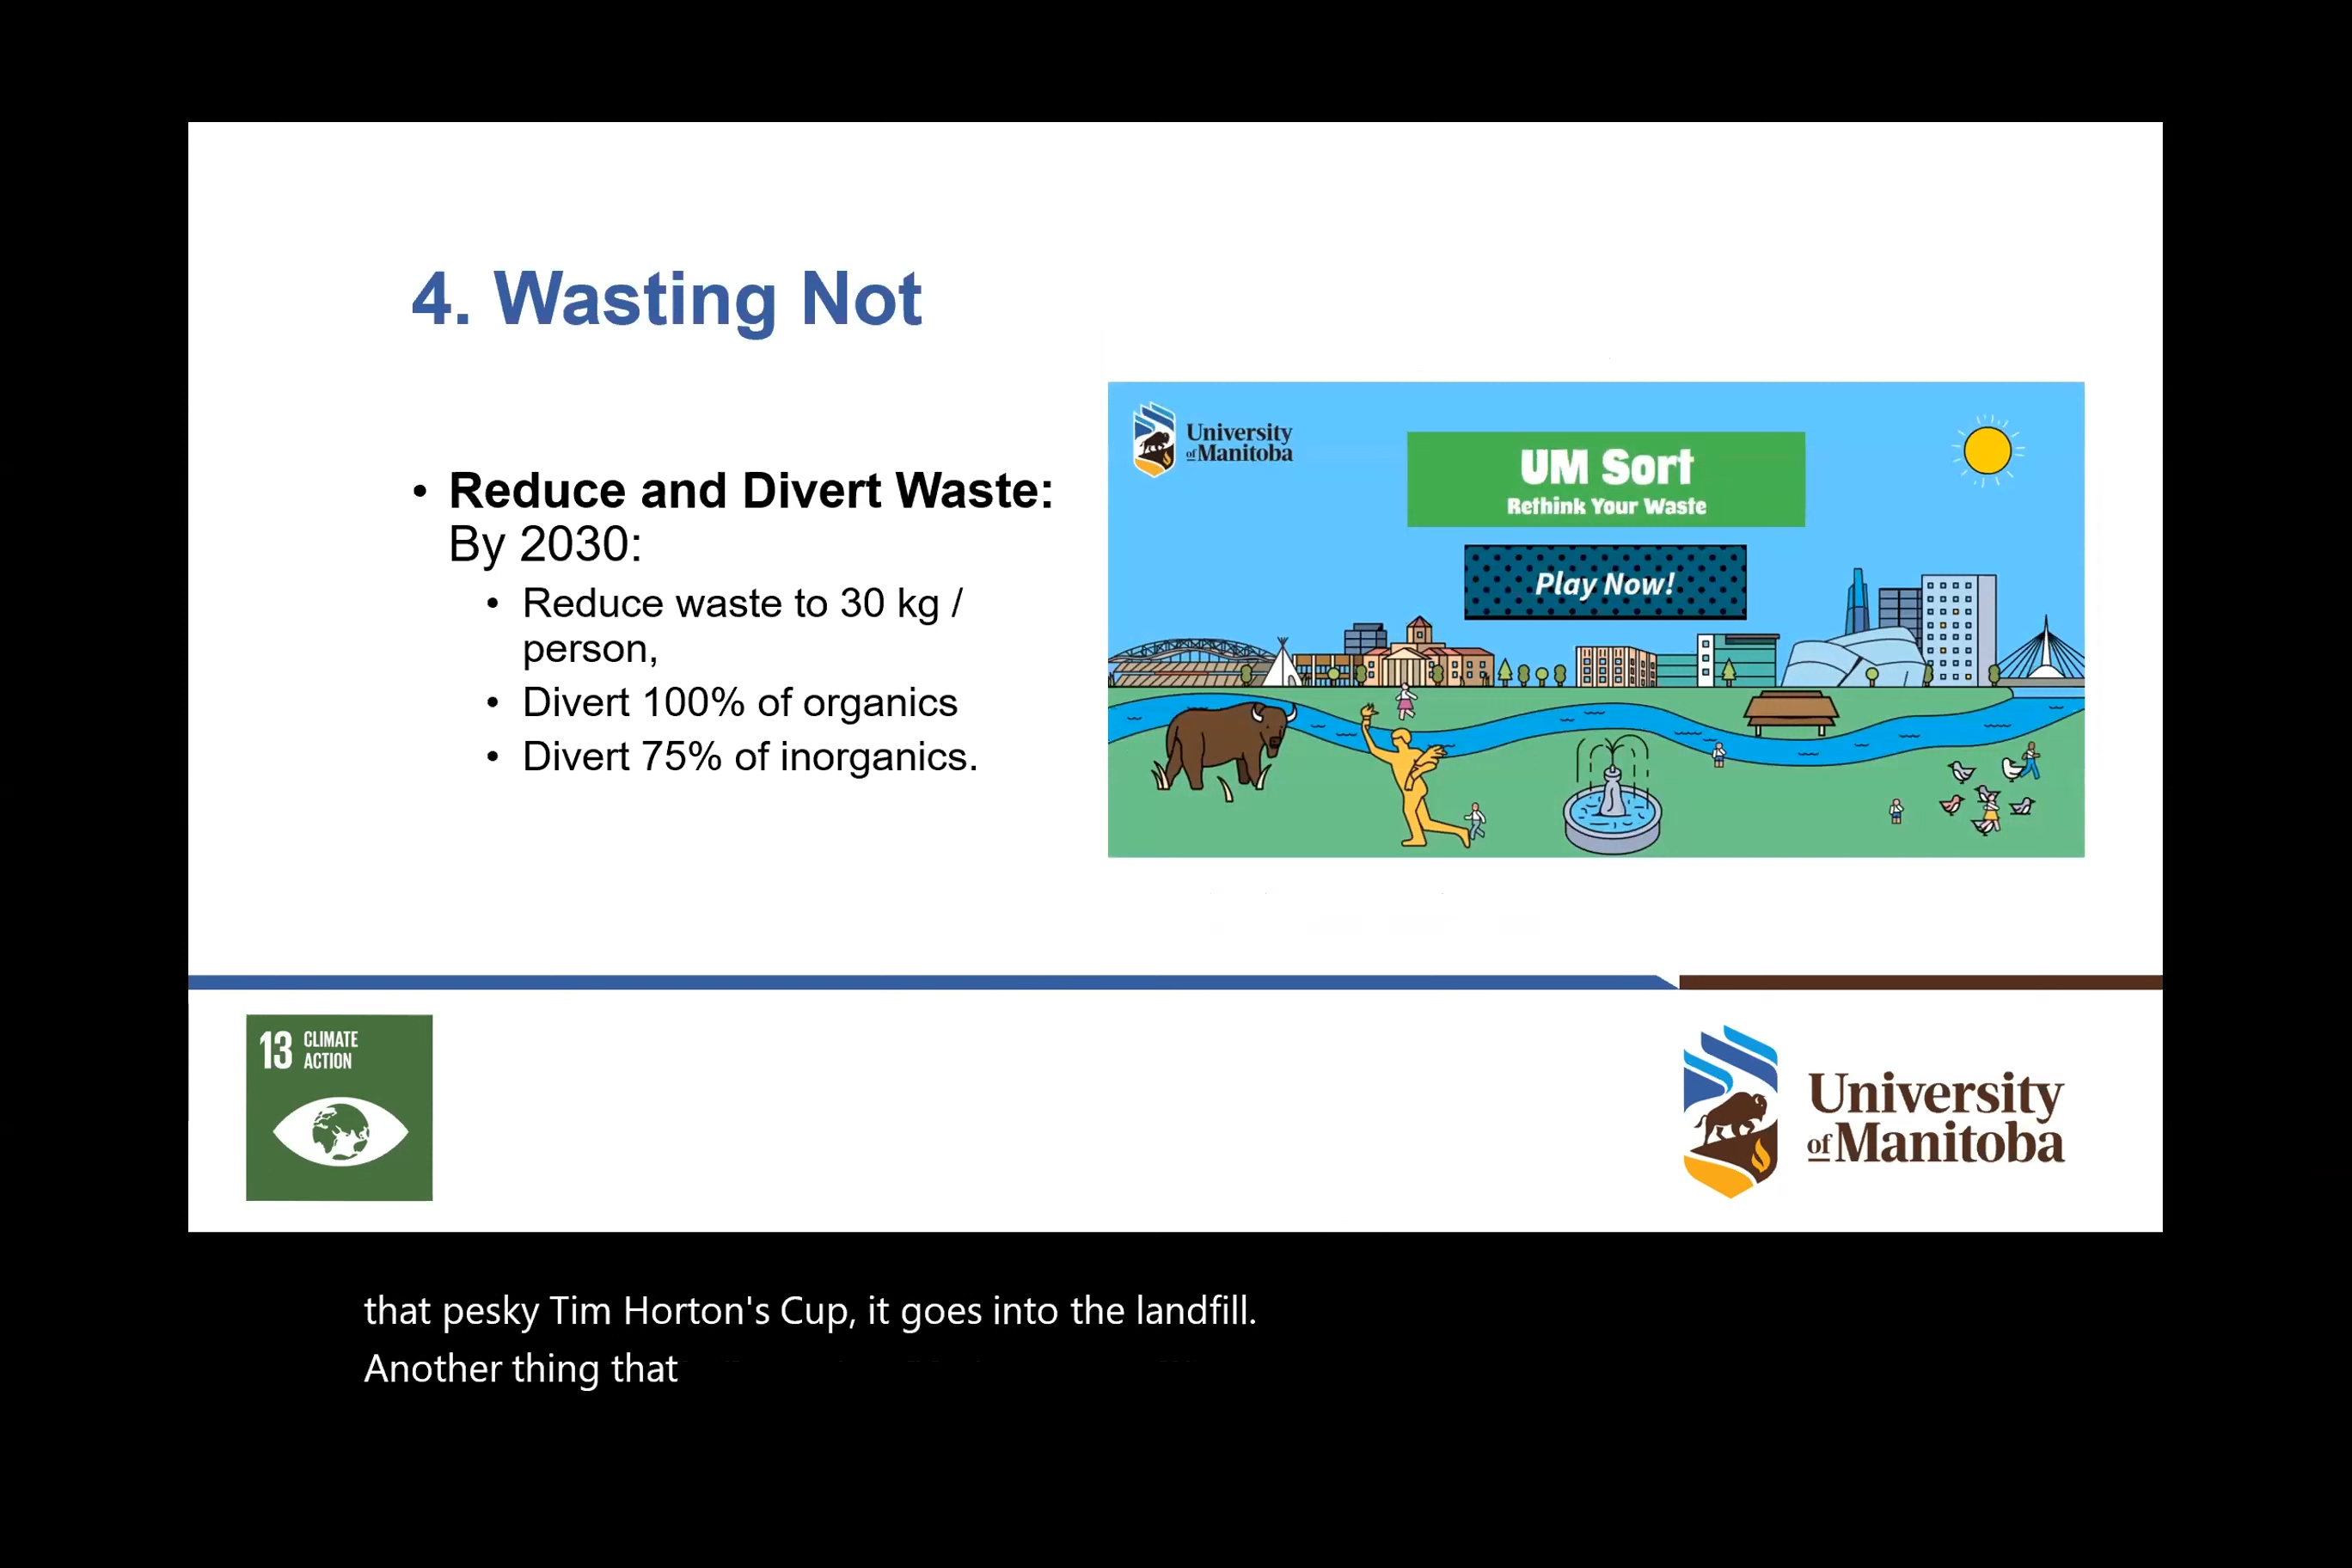 4. Wasting Not
• Reduce and Divert Waste:
By 2030:
• Reduce waste to 30 kg /
person,
• Divert 100% of organics
• Divert 75% of inorganics.
University
of Manitoba
UM Sort
Rethink Your Waste
Play Now!
13 CLIMATE
ACTION
University
of Manitoba
that pesky Tim Horton's Cup, it goes into the landfill.
Another thing that